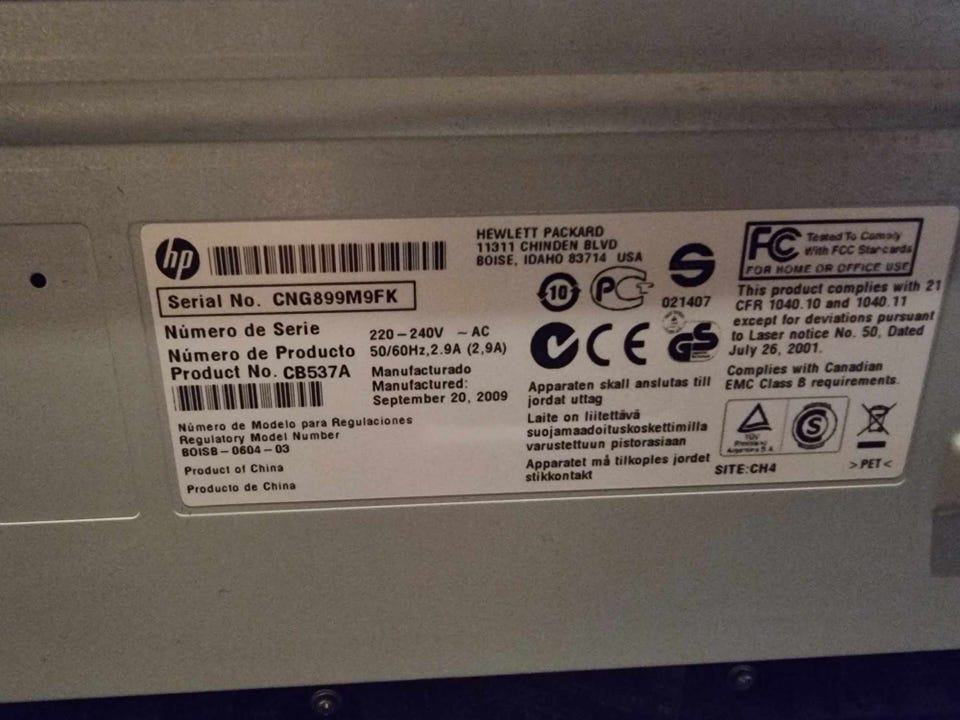 hp
HEWLETT PACKARD
11311 CHINDEN BLVD
BOISE, IDAHO 83714 USA
Serial No. CNG899M9FK
Número de Serie
220-240V ~ AC
Número de Producto
50/60Hz, 2.9A (2,9A)
Product No. CB537A
Manufacturado
Manufactured:
September 20, 2009
Número de Modelo para Regulaciones
Regulatory Model Number
BOISB-0604-03
Product of China
Producto de China
10
021407
CE
GS
Apparaten skall anslutas till
jordat uttag
Laite on liitettävä
suojamaadoituskoskettimilla
varustettuun pistorasiaan
Apparatet må tilkoples jordet
stikkontakt
FC
Tested To Comply
With FCC Standards
FOR HOME OR OFFICE USE
This product complies with 21
CFR 1040.10 and 1040.11
except for deviations pursuant
to Laser notice No. 50, Dated
July 26, 2001.
Complies with Canadian
EMC Class B requirements.
TÜV
Rheinland
Argentina S.A.
S
SITE:CH4
>PET<